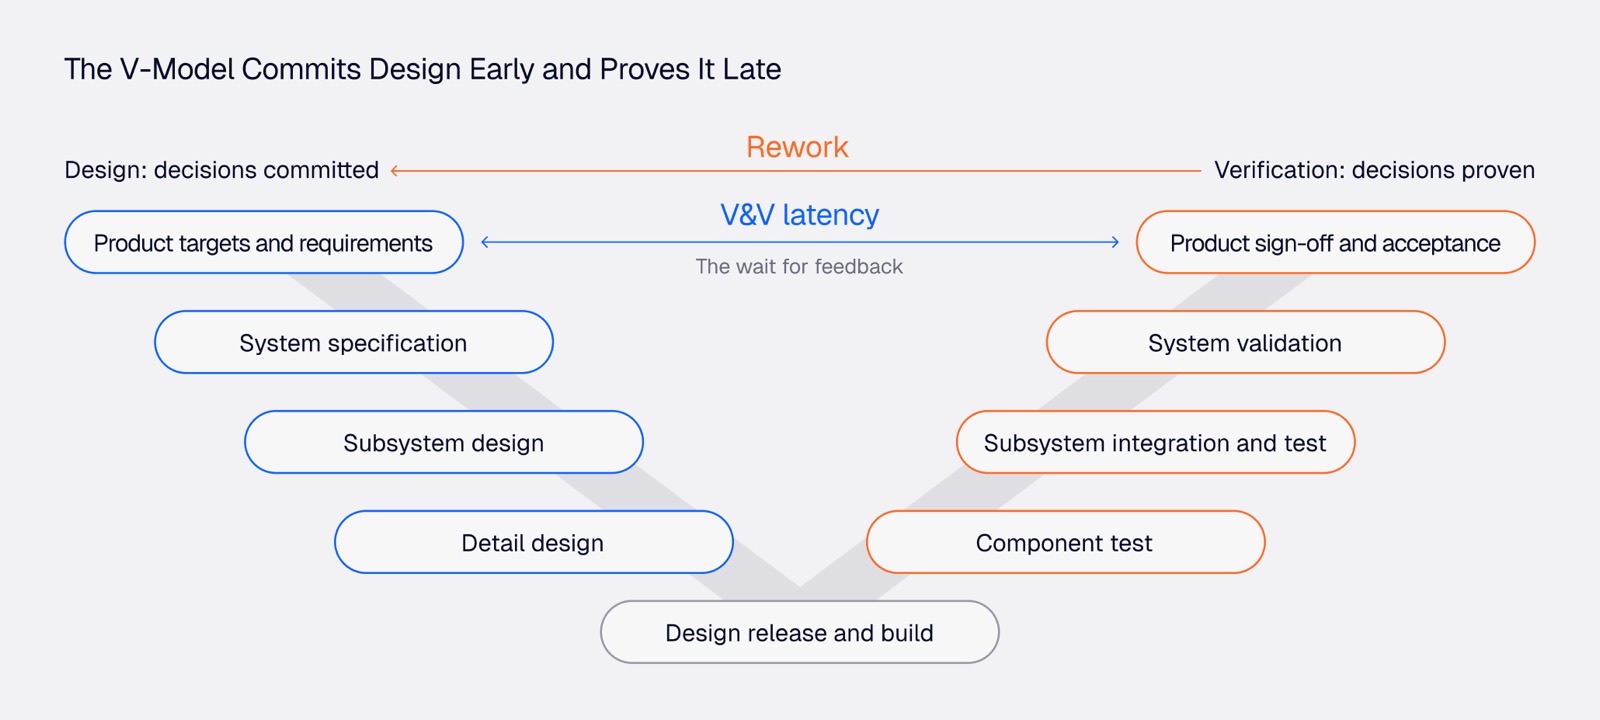 The V-Model Commits Design Early and Proves It Late
Rework
Design: decisions committed
Verification: decisions proven
V&V latency
Product targets and requirements
Product sign-off and acceptance
The wait for feedback
System specification
System validation
Subsystem design
Subsystem integration and test
Detail design
Component test
Design release and build